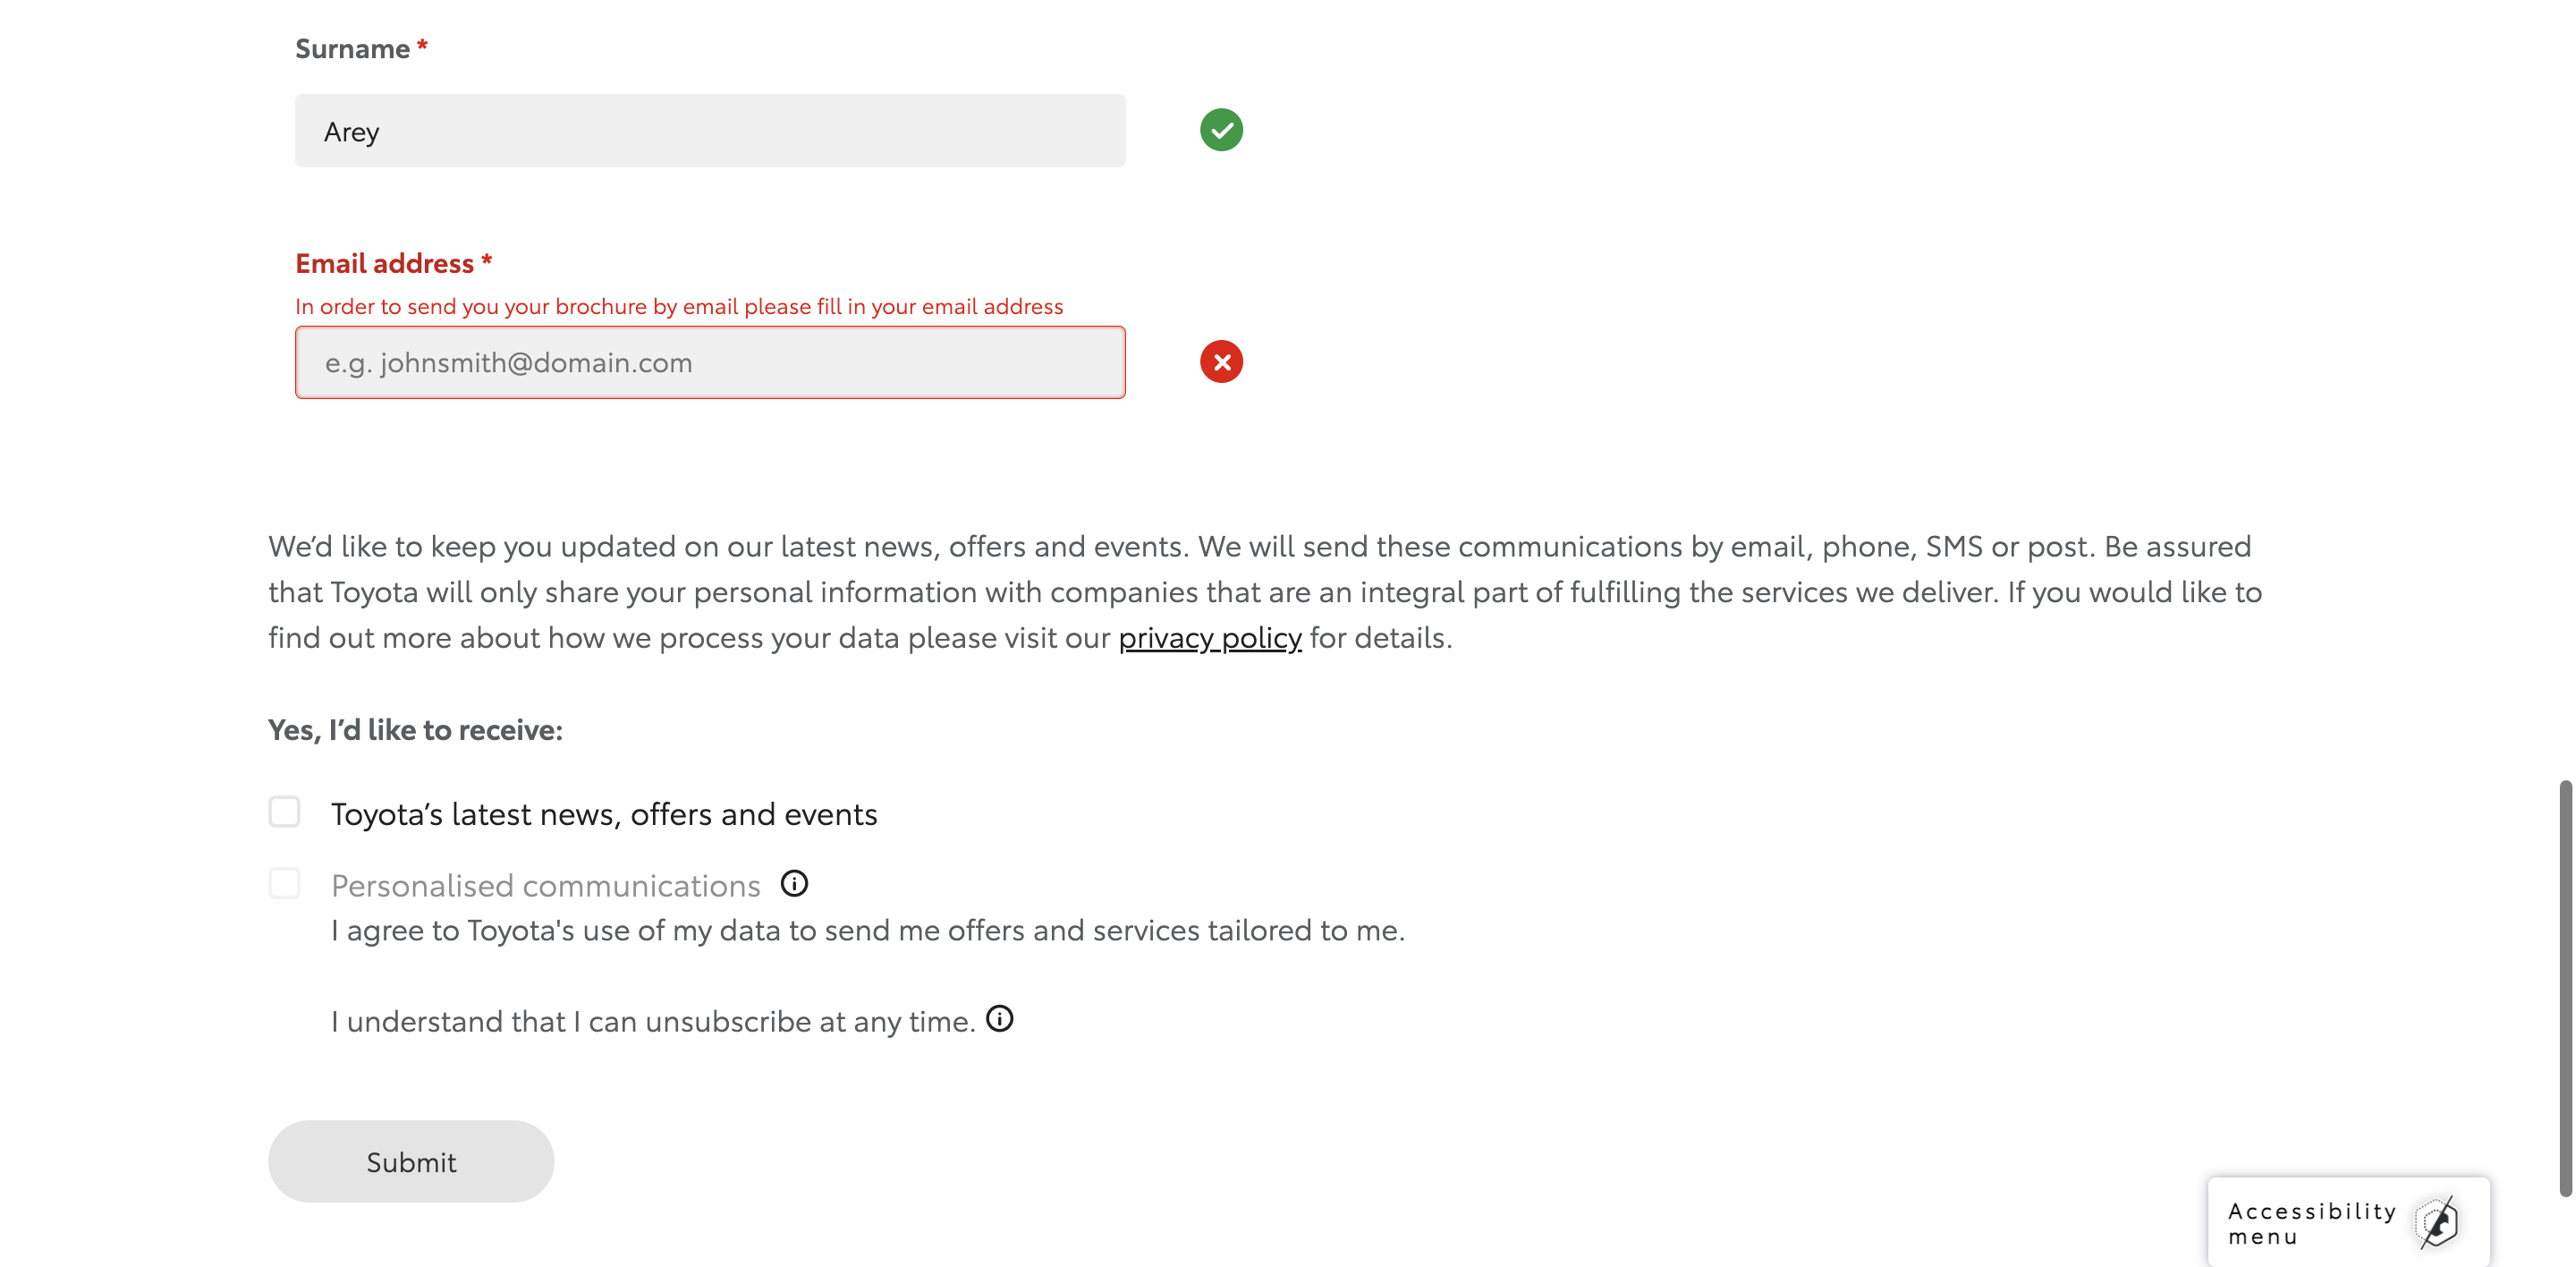 Surname *
Arey
Email address *
In order to send you your brochure by email please fill in your email address
e.g. johnsmith@domain.com
We’d like to keep you updated on our latest news, offers and events. We will send these communications by email, phone, SMS or post. Be assured
that Toyota will only share your personal information with companies that are an integral part of fulfilling the services we deliver. If you would like to
find out more about how we process your data please visit our privacy policy for details.
Yes, I’d like to receive:
Toyota’s latest news, offers and events
Personalised communications
I agree to Toyota's use of my data to send me offers and services tailored to me.
I understand that I can unsubscribe at any time.
Submit
Accessibility
menu